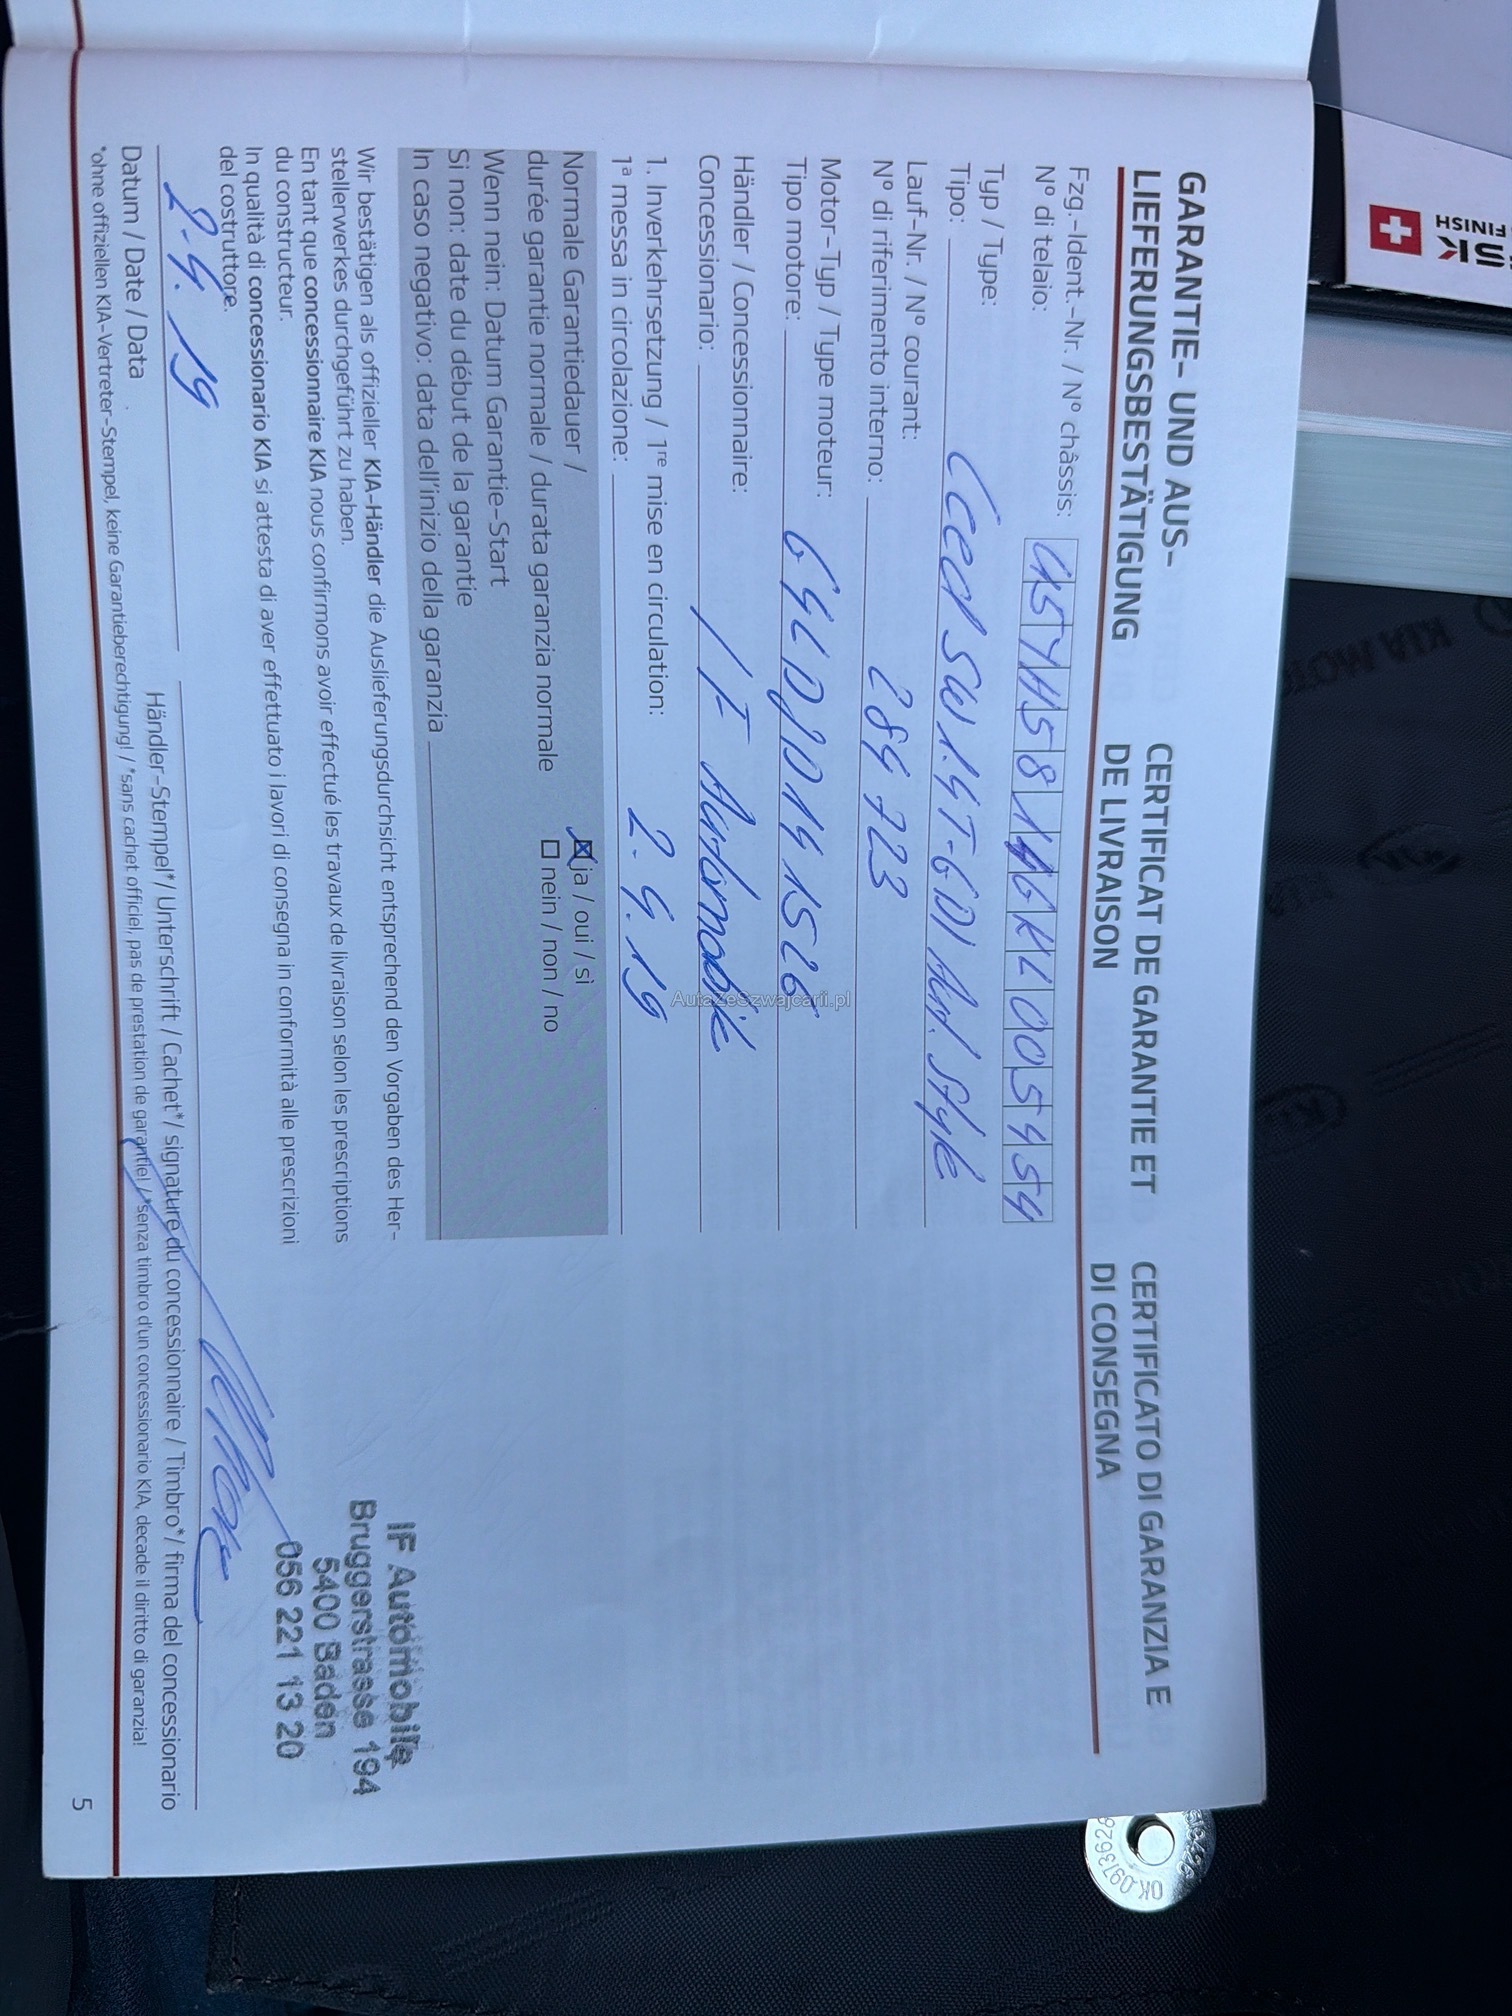 GARANTIE- UND AUS-
LIEFERUNGSBESTÄTIGUNG
CERTIFICAT DE GARANTIE ET
DE LIVRAISON
CERTIFICATO DI GARANZIA E
DI CONSEGNA
Fzg.-Ident.-Nr. / N° châssis:
N° di telaio:
U5YH5814GKL005454
Typ / Type:
Tipo: Ceed SW 1.4T-GDI Aut. Style
Lauf-Nr. / N° courant:
N° di riferimento interno: 284 723
Motor-Typ / Type moteur:
Tipo motore: G4LDJD141526
Händler / Concessionnaire:
Concessionario: IF Automobile
1. Inverkehrsetzung / 1re mise en circulation:
1a messa in circolazione: 2.4.19
Normale Garantiedauer /
durée garantie normale / durata garanzia normale
ja / oui / sì
nein / non / no
Wenn nein: Datum Garantie-Start
Si non: date du début de la garantie
In caso negativo: data dell'inizio della garanzia
Wir bestätigen als offizieller KIA-Händler die Auslieferungsdurchsicht entsprechend den Vorgaben des Her-
stellerwerkes durchgeführt zu haben.
En tant que concessionnaire KIA nous confirmons avoir effectué les travaux de livraison selon les prescriptions
du constructeur.
In qualità di concessionario KIA si attesta di aver effettuato i lavori di consegna in conformità alle prescrizioni
del costruttore.
2.4.19
IF Automobile
Bruggerstrasse 194
5400 Baden
056 221 13 20
Datum / Date / Data
Händler-Stempel*/ Unterschrift / Cachet*/ signature du concessionnaire / Timbro*/ firma del concessionario
*ohne offiziellen KIA-Vertreter-Stempel, keine Garantieberechtigung! / *sans cachet officiel, pas de prestation de garantie! / *senza timbro d'un concessionario KIA, decade il diritto di garanzia!
5
FINISH
AutaZeSzwajcarii.pl